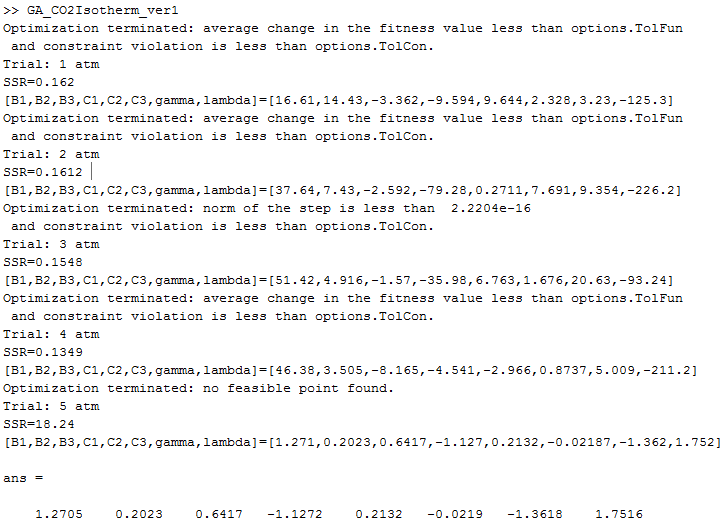 >> GA_CO2Isotherm_ver1
Optimization terminated: average change in the fitness value less than options.TolFun
 and constraint violation is less than options.TolCon.
Trial: 1 atm
SSR=0.162
[B1,B2,B3,C1,C2,C3,gamma,lambda]=[16.61,14.43,-3.362,-9.594,9.644,2.328,3.23,-125.3]
Optimization terminated: average change in the fitness value less than options.TolFun
 and constraint violation is less than options.TolCon.
Trial: 2 atm
SSR=0.1612
[B1,B2,B3,C1,C2,C3,gamma,lambda]=[37.64,7.43,-2.592,-79.28,0.2711,7.691,9.354,-226.2]
Optimization terminated: norm of the step is less than  2.2204e-16
 and constraint violation is less than options.TolCon.
Trial: 3 atm
SSR=0.1548
[B1,B2,B3,C1,C2,C3,gamma,lambda]=[51.42,4.916,-1.57,-35.98,6.763,1.676,20.63,-93.24]
Optimization terminated: average change in the fitness value less than options.TolFun
 and constraint violation is less than options.TolCon.
Trial: 4 atm
SSR=0.1349
[B1,B2,B3,C1,C2,C3,gamma,lambda]=[46.38,3.505,-8.165,-4.541,-2.966,0.8737,5.009,-211.2]
Optimization terminated: no feasible point found.
Trial: 5 atm
SSR=18.24
[B1,B2,B3,C1,C2,C3,gamma,lambda]=[1.271,0.2023,0.6417,-1.127,0.2132,-0.02187,-1.362,1.752]
ans =
1.2705    0.2023    0.6417   -1.1272    0.2132   -0.0219   -1.3618    1.7516